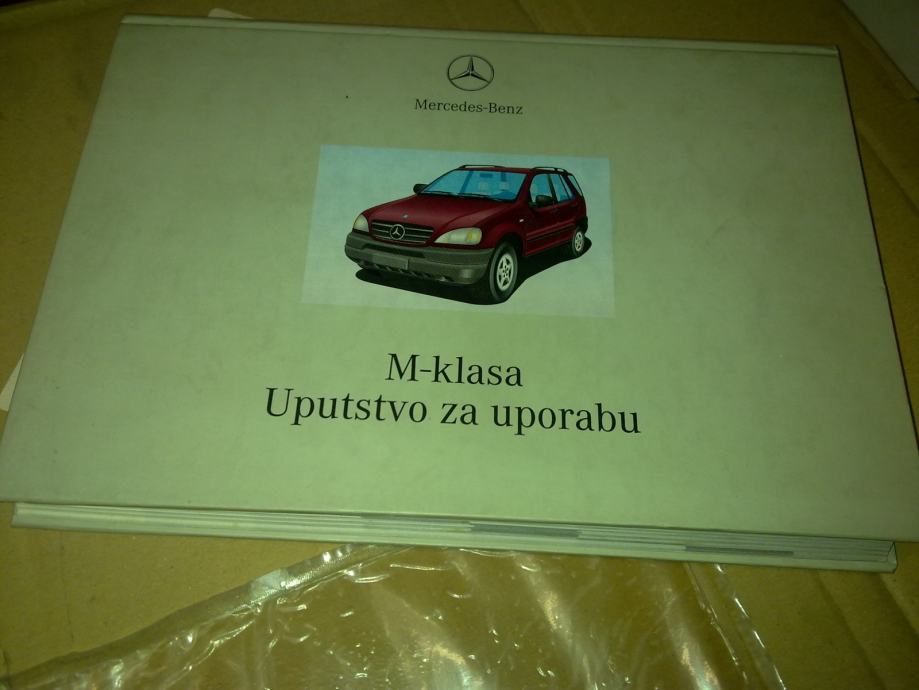 Mercedes-Benz
M-klasa
Uputstvo za uporabu